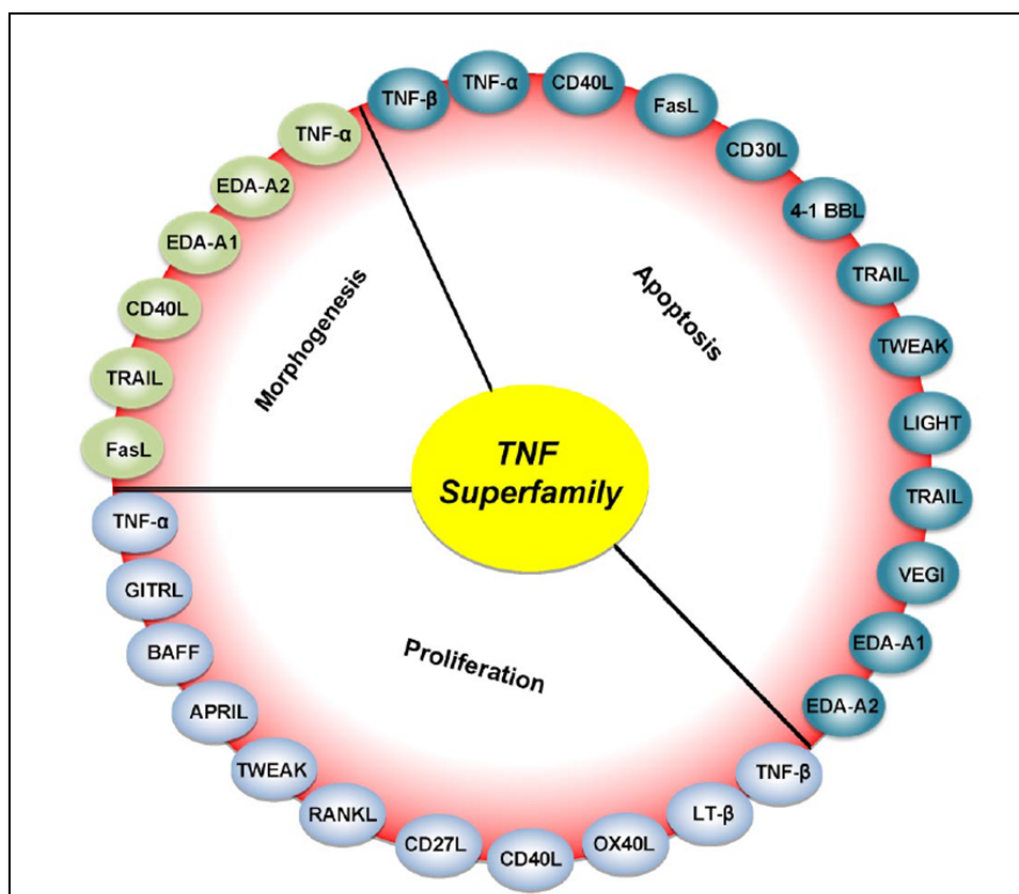 TNF-β
TNF-α
CD40L
FasL
CD30L
4-1 BBL
TRAIL
TWEAK
LIGHT
TRAIL
VEGI
EDA-A1
EDA-A2
Apoptosis
TNF-α
EDA-A2
EDA-A1
CD40L
TRAIL
FasL
Morphogenesis
TNF
Superfamily
TNF-α
GITRL
BAFF
APRIL
TWEAK
RANKL
CD27L
CD40L
OX40L
LT-β
TNF-β
Proliferation